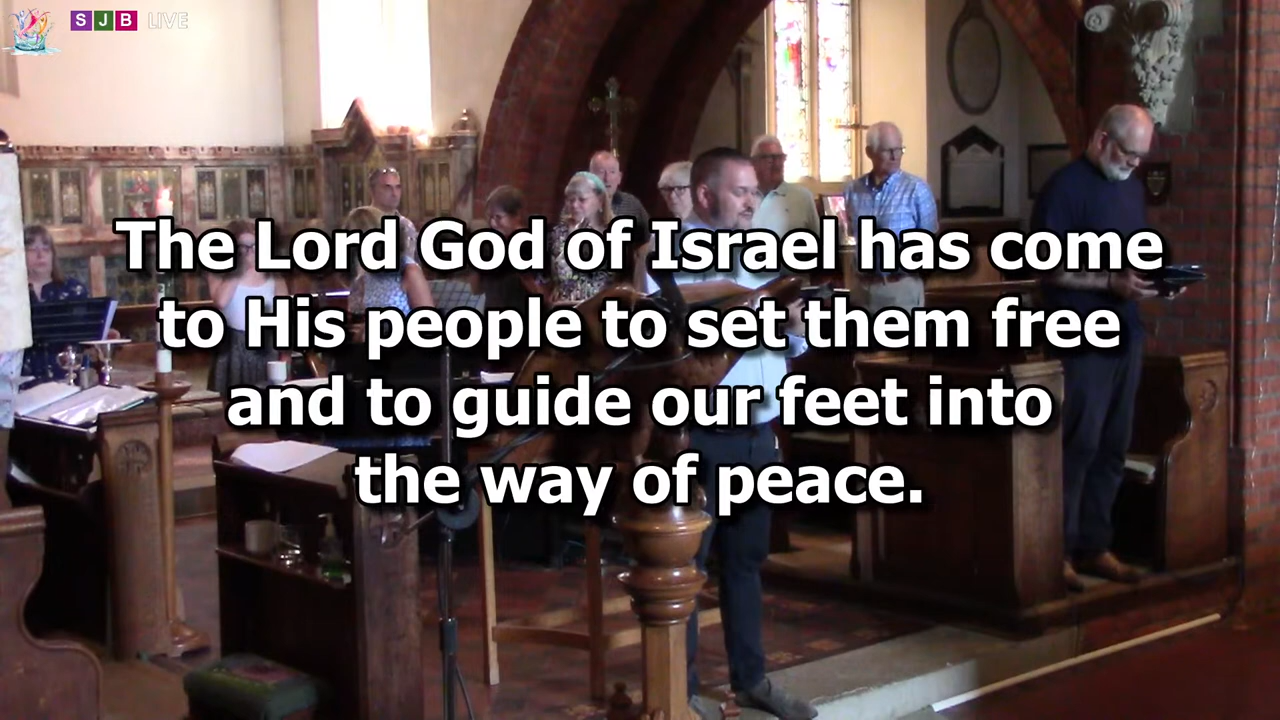 SJB LIVE
The Lord God of Israel has come
to His people to set them free
and to guide our feet into
the way of peace.